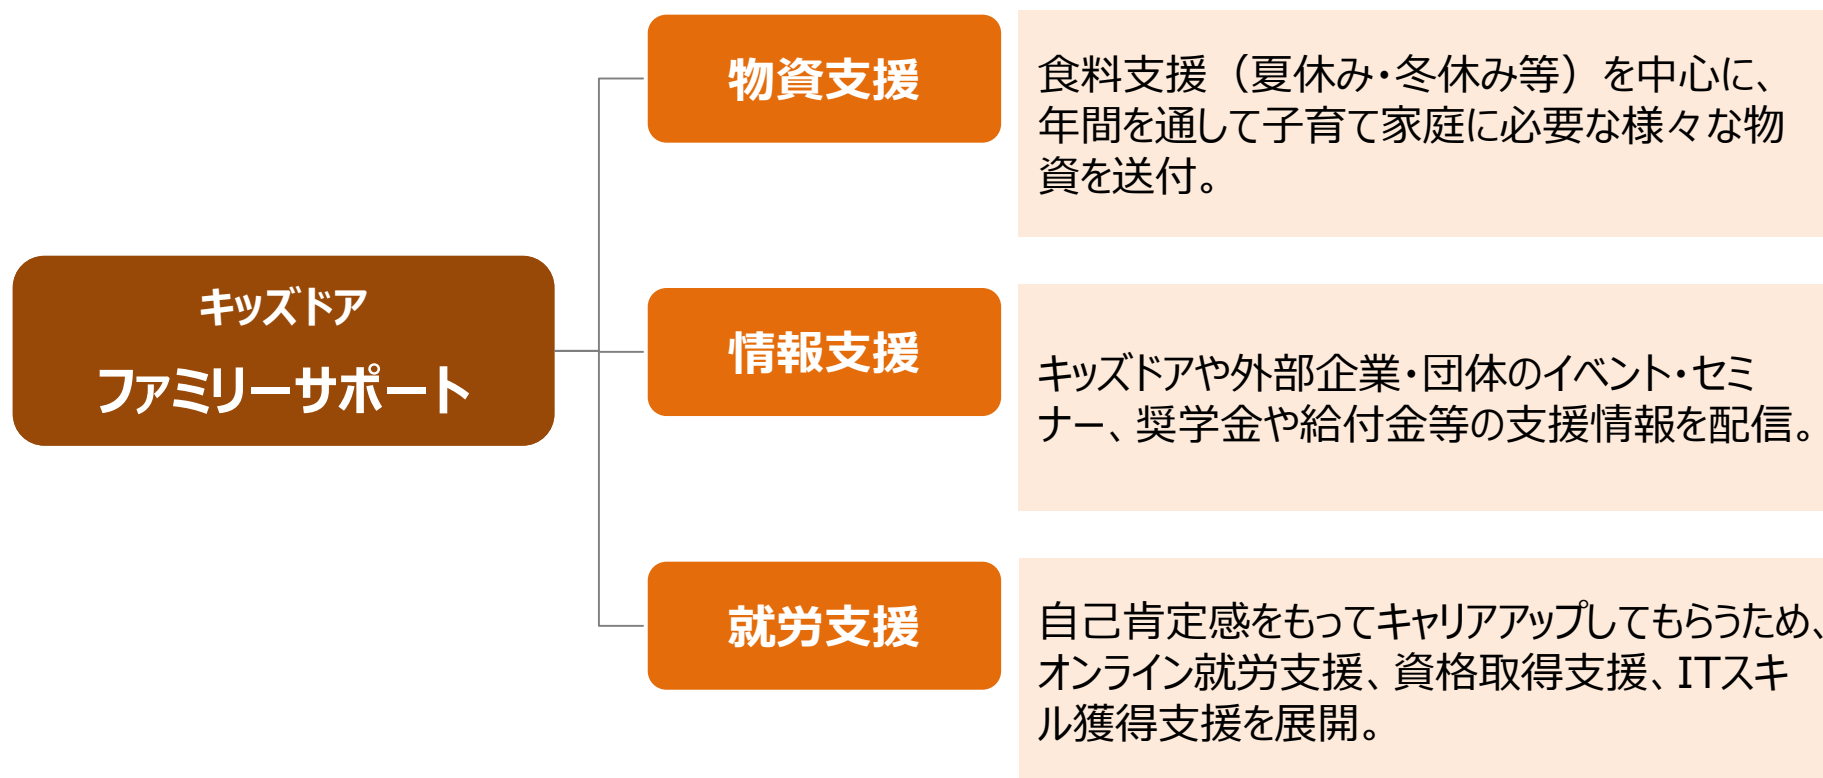 キッズドア
ファミリーサポート
物資支援
食料支援（夏休み・冬休み等）を中心に、
年間を通して子育て家庭に必要な様々な物
資を送付。
情報支援
キッズドアや外部企業・団体のイベント・セミ
ナー、奨学金や給付金等の支援情報を配信。
就労支援
自己肯定感をもってキャリアアップしてもらうため、
オンライン就労支援、資格取得支援、ITスキ
ル獲得支援を展開。